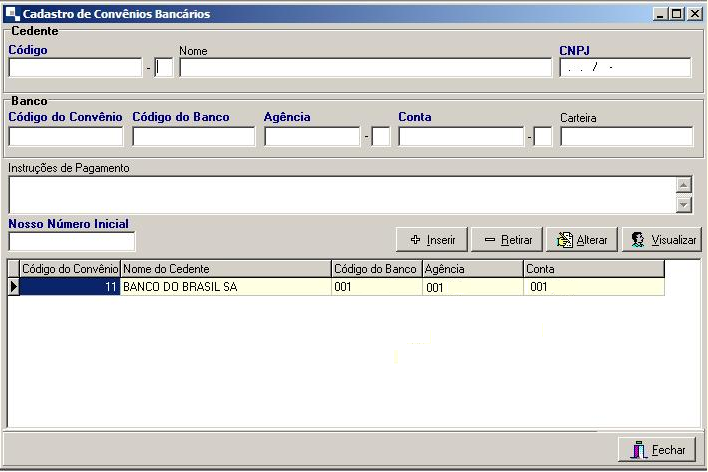 Cadastro de Convênios Bancários
Cedente
Código Nome CNPJ
- . . / -
Banco
Código do Convênio Código do Banco Agência Conta Carteira
- -
Instruções de Pagamento
Nosso Número Inicial
Inserir Retirar Alterar Visualizar
Código do Convênio Nome do Cedente Código do Banco Agência Conta
11 BANCO DO BRASIL SA 001 001 001
Fechar